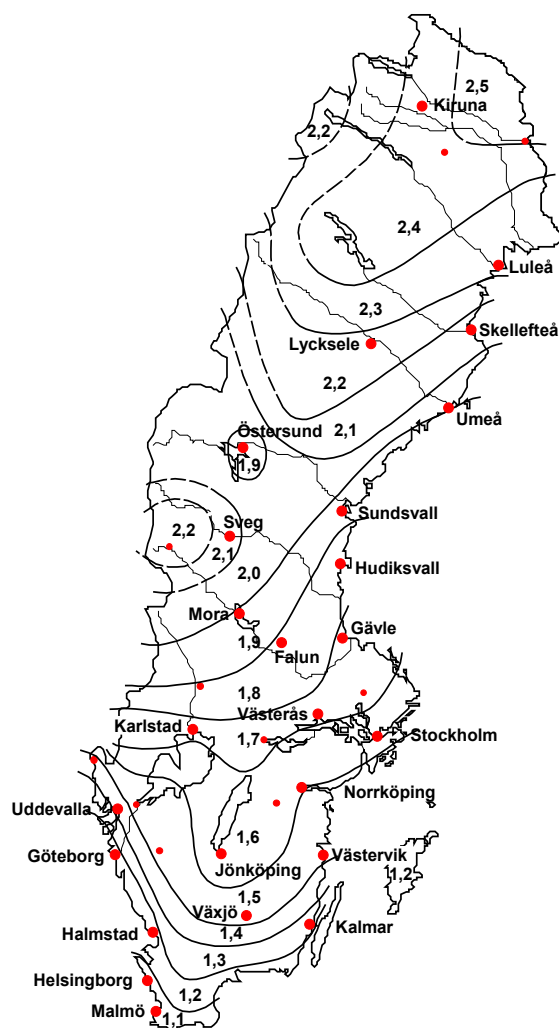 2,5
Kiruna
2,2
2,4
Luleå
2,3
Skellefteå
Lycksele
2,2
2,1
Umeå
Östersund
1,9
Sundsvall
2,2
Sveg
2,1
Hudiksvall
2,0
Mora
Gävle
1,9
Falun
1,8
Västerås
Karlstad
1,7
Stockholm
Norrköping
Uddevalla
1,6
Göteborg
Jönköping
Västervik
1,2
1,5
Växjö
Kalmar
Halmstad
1,4
1,3
Helsingborg
1,2
Malmö
1,1